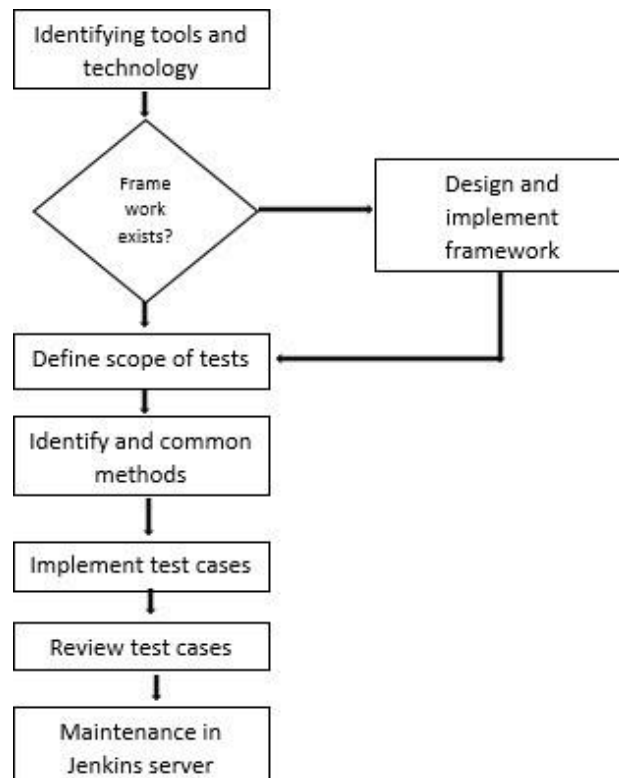 Identifying tools and
technology
Frame
work
exists?
Design and
implement
framework
Define scope of tests
Identify and common
methods
Implement test cases
Review test cases
Maintenance in
Jenkins server